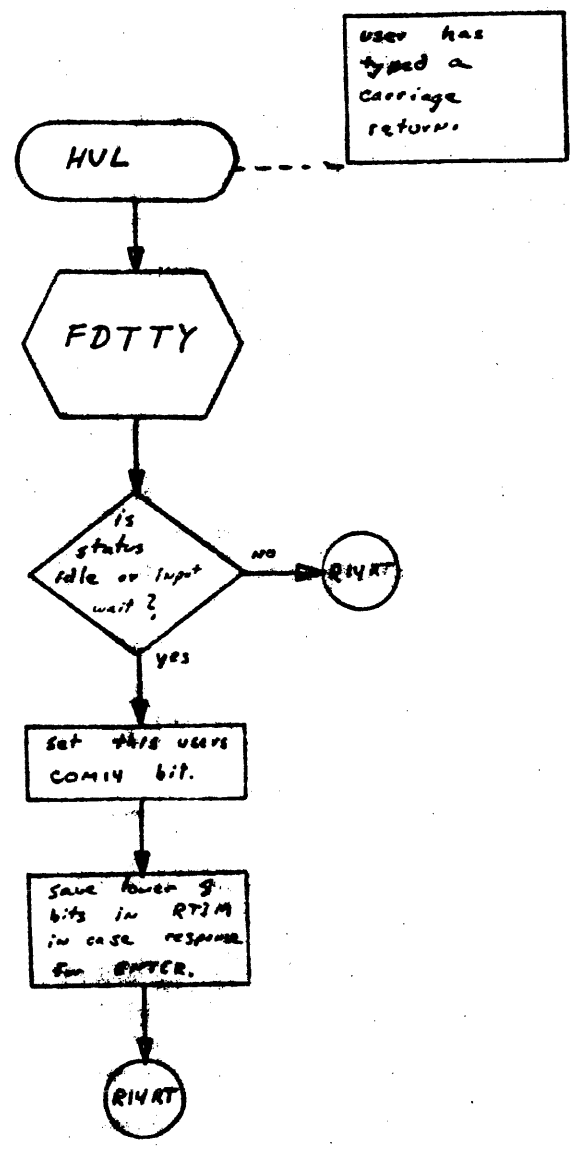 user has
typed a
carriage
return.
HUL
FDTTY
is
status
idle or input
wait?
NO
R14RT
yes
set this users
COM14 bit.
save lower 8
bits in RTIM
in case response
for ENTER.
R14RT